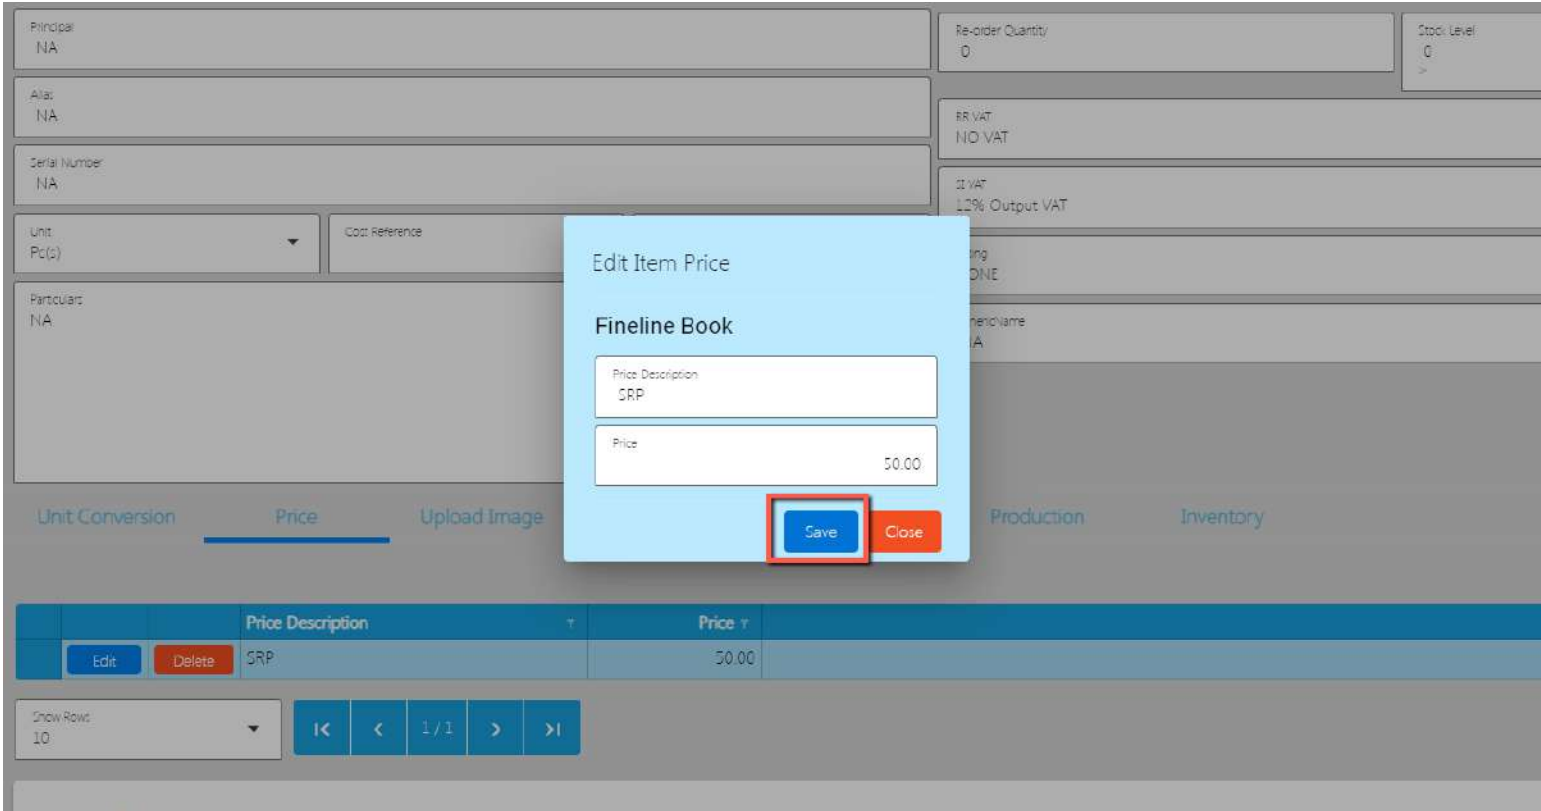 Principal
NA
Re-order Quantity
0
Stock Level
0
>
Alias
NA
RR VAT
NO VAT
Serial Number
NA
SI VAT
12% Output VAT
Unit
Pc(s)
Cost Reference
Particulars
NA
Edit Item Price
Fineline Book
Price Description
SRP
Price
50.00
Save
Close
Unit Conversion
Price
Upload Image
Production
Inventory
Price Description
Price
Edit
Delete
SRP
50.00
Show Rows
10
1 / 1